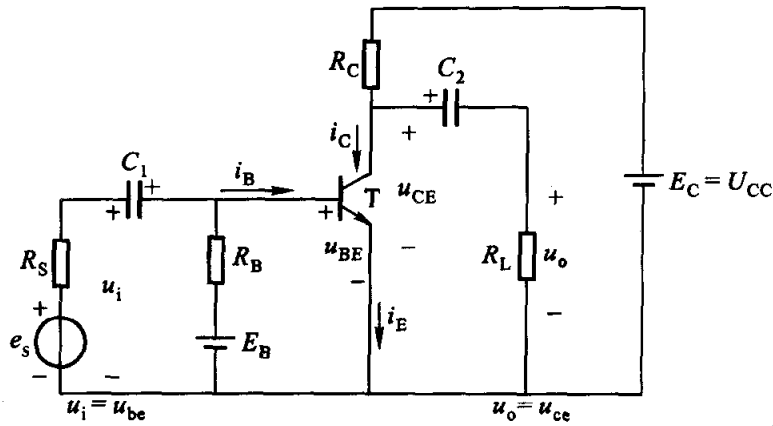 R_C
C_2
+
i_C
+
C_1
+
i_B
+
+
T
u_CE
+
E_C = U_CC
R_S
R_B
u_BE
−
−
R_L
u_o
u_i
+
e_s
E_B
i_E
−
−
−
u_i = u_be
u_o = u_ce